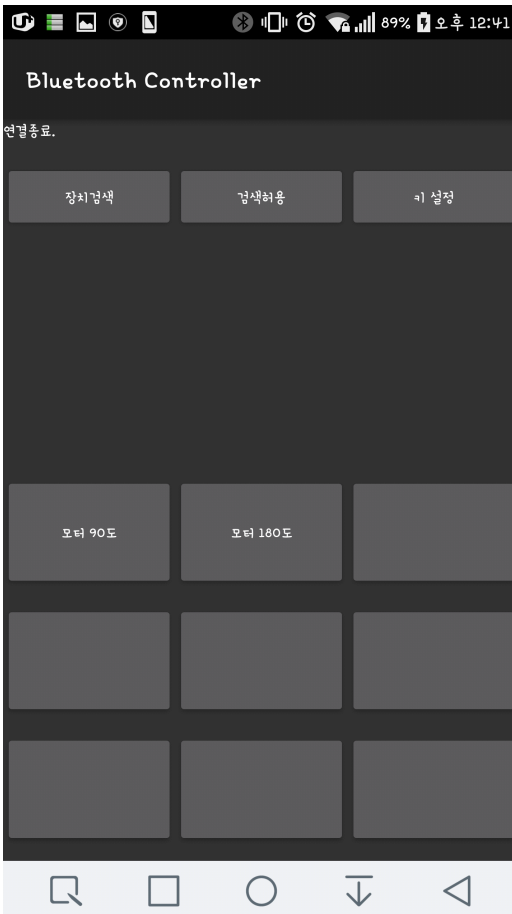 89% 오후 12:41
Bluetooth Controller
연결종료.
장치검색 검색허용 키 설정
모터 90도 모터 180도